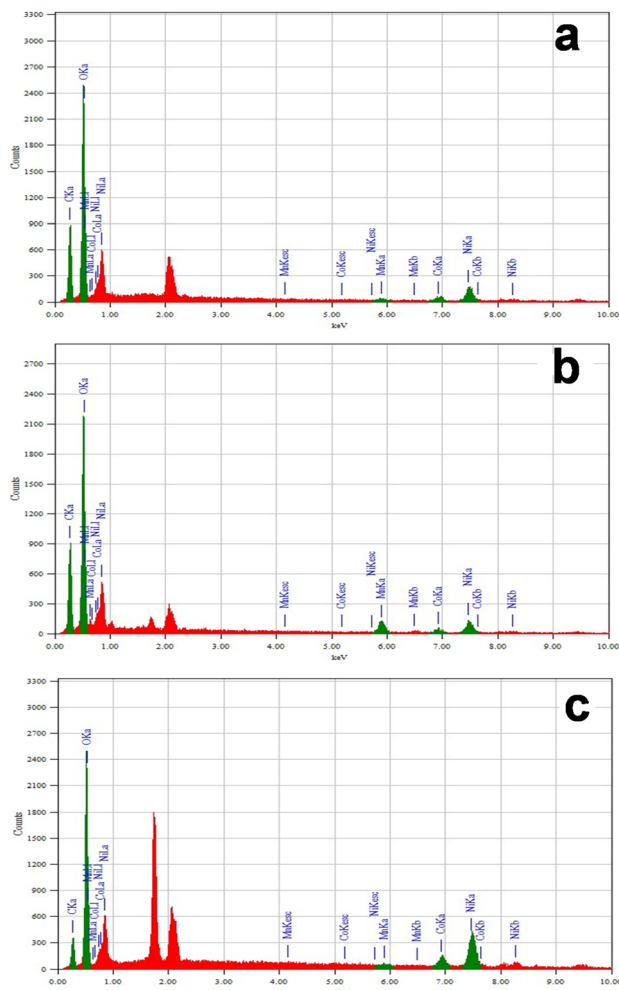 a
3300
3000
2700
2400
2100
1800
1500
1200
900
600
300
0
Counts
CKa
OKa
MnLl
MnLa
CoLl
CoLa
NiLl
NiLa
MnKesc
CoKesc
NiKesc
MnKa
MnKb
CoKa
NiKa
CoKb
NiKb
0.00 1.00 2.00 3.00 4.00 5.00 6.00 7.00 8.00 9.00 10.00
keV
b
2700
2400
2100
1800
1500
1200
900
600
300
0
Counts
CKa
OKa
MnLl
MnLa
CoLl
CoLa
NiLl
NiLa
MnKesc
CoKesc
NiKesc
MnKa
MnKb
CoKa
NiKa
CoKb
NiKb
0.00 1.00 2.00 3.00 4.00 5.00 6.00 7.00 8.00 9.00 10.00
keV
c
3300
3000
2700
2400
2100
1800
1500
1200
900
600
300
0
Counts
CKa
OKa
MnLl
MnLa
CoLl
CoLa
NiLl
NiLa
MnKesc
CoKesc
NiKesc
MnKa
MnKb
CoKa
NiKa
CoKb
NiKb
0.00 1.00 2.00 3.00 4.00 5.00 6.00 7.00 8.00 9.00 10.00